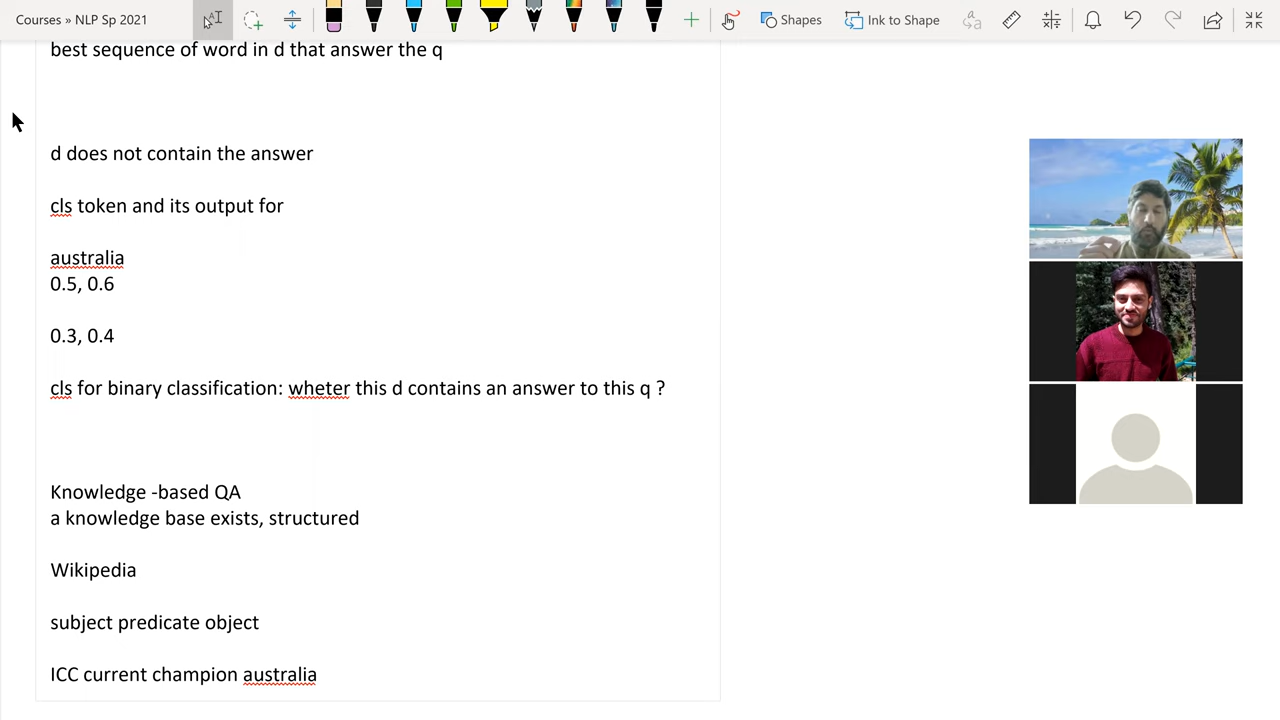 Courses » NLP Sp 2021
Shapes
Ink to Shape
best sequence of word in d that answer the q
d does not contain the answer
cls token and its output for
australia
0.5, 0.6
0.3, 0.4
cls for binary classification: wheter this d contains an answer to this q ?
Knowledge -based QA
a knowledge base exists, structured
Wikipedia
subject predicate object
ICC current champion australia